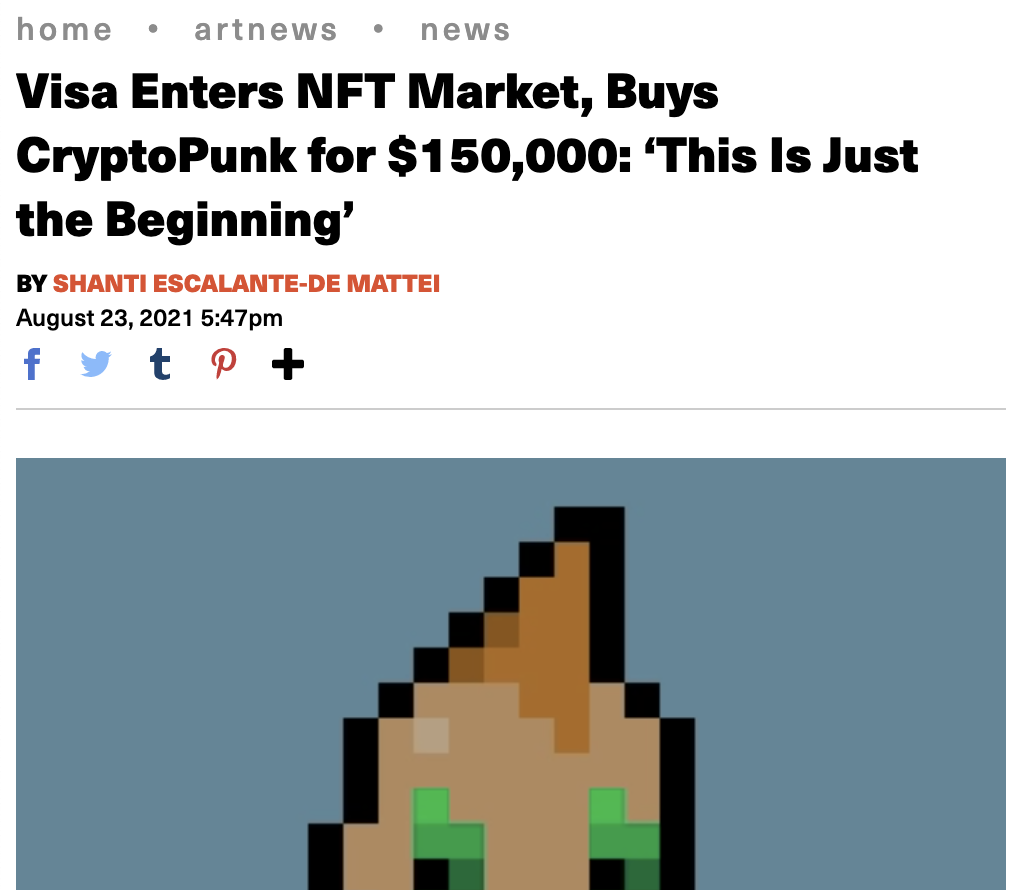 home • artnews • news
Visa Enters NFT Market, Buys
CryptoPunk for $150,000: ‘This Is Just
the Beginning’
BY SHANTI ESCALANTE-DE MATTEI
August 23, 2021 5:47pm